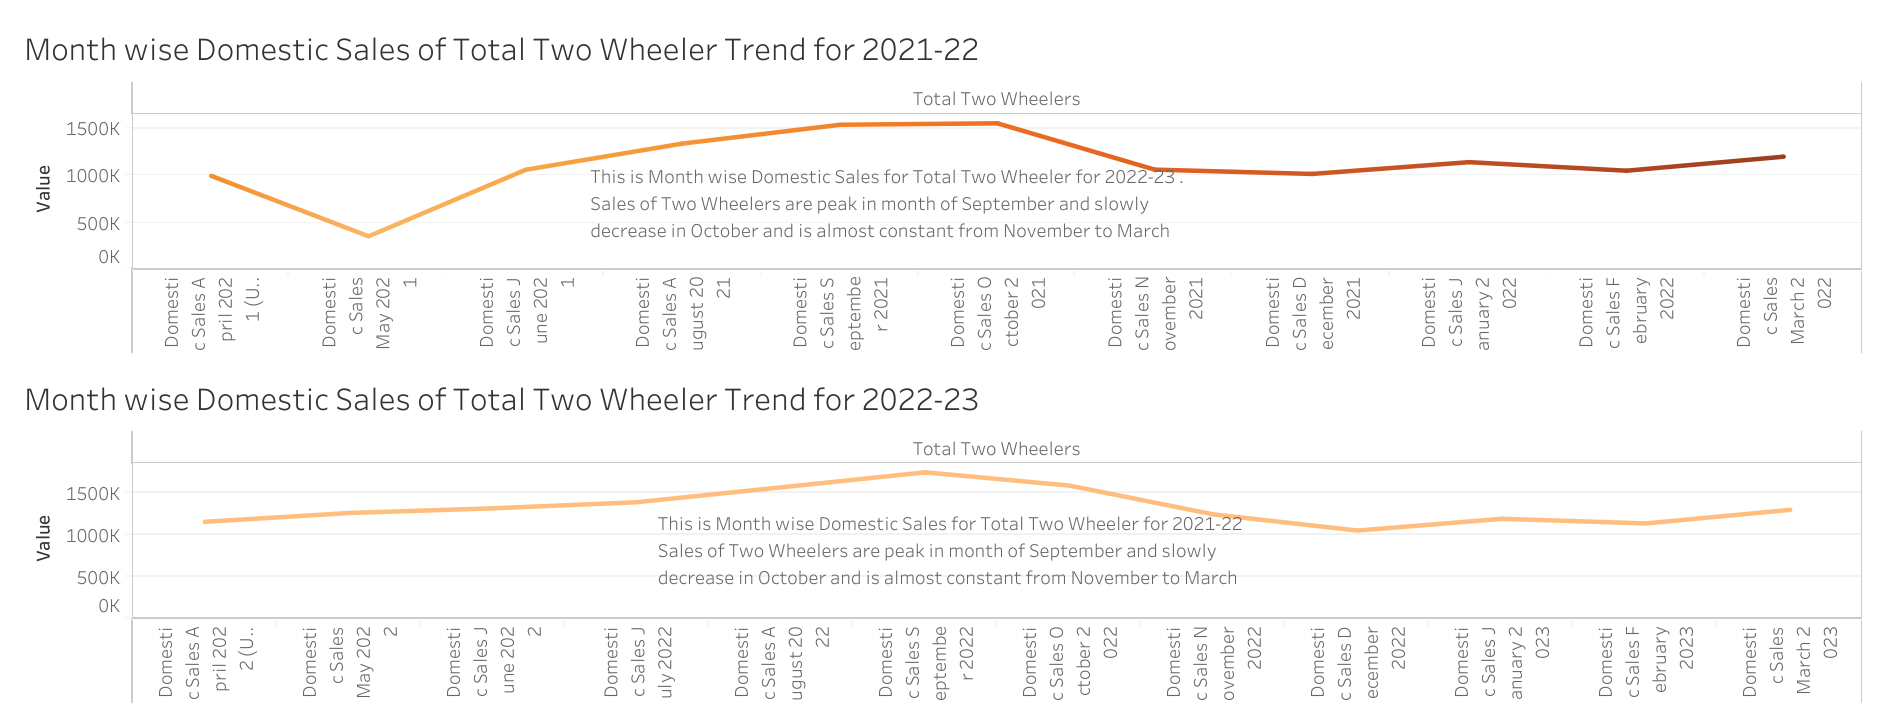 Month wise Domestic Sales of Total Two Wheeler Trend for 2021-22
Total Two Wheelers
1500K
1000K
500K
0K
Value
This is Month wise Domestic Sales for Total Two Wheeler for 2022-23 .
Sales of Two Wheelers are peak in month of September and slowly
decrease in October and is almost constant from November to March
Domesti
c Sales A
pril 202
1 (U..
Domesti
c Sales
May 202
1
Domesti
c Sales J
une 202
1
Domesti
c Sales A
ugust 20
21
Domesti
c Sales S
eptembe
r 2021
Domesti
c Sales O
ctober 2
021
Domesti
c Sales N
ovember
2021
Domesti
c Sales D
ecember
2021
Domesti
c Sales J
anuary 2
022
Domesti
c Sales F
ebruary
2022
Domesti
c Sales
March 2
022
Month wise Domestic Sales of Total Two Wheeler Trend for 2022-23
Total Two Wheelers
1500K
1000K
500K
0K
Value
This is Month wise Domestic Sales for Total Two Wheeler for 2021-22
Sales of Two Wheelers are peak in month of September and slowly
decrease in October and is almost constant from November to March
Domesti
c Sales A
pril 202
2 (U..
Domesti
c Sales
May 202
2
Domesti
c Sales J
une 202
2
Domesti
c Sales J
uly 2022
Domesti
c Sales A
ugust 20
22
Domesti
c Sales S
eptembe
r 2022
Domesti
c Sales O
ctober 2
022
Domesti
c Sales N
ovember
2022
Domesti
c Sales D
ecember
2022
Domesti
c Sales J
anuary 2
023
Domesti
c Sales F
ebruary
2023
Domesti
c Sales
March 2
023